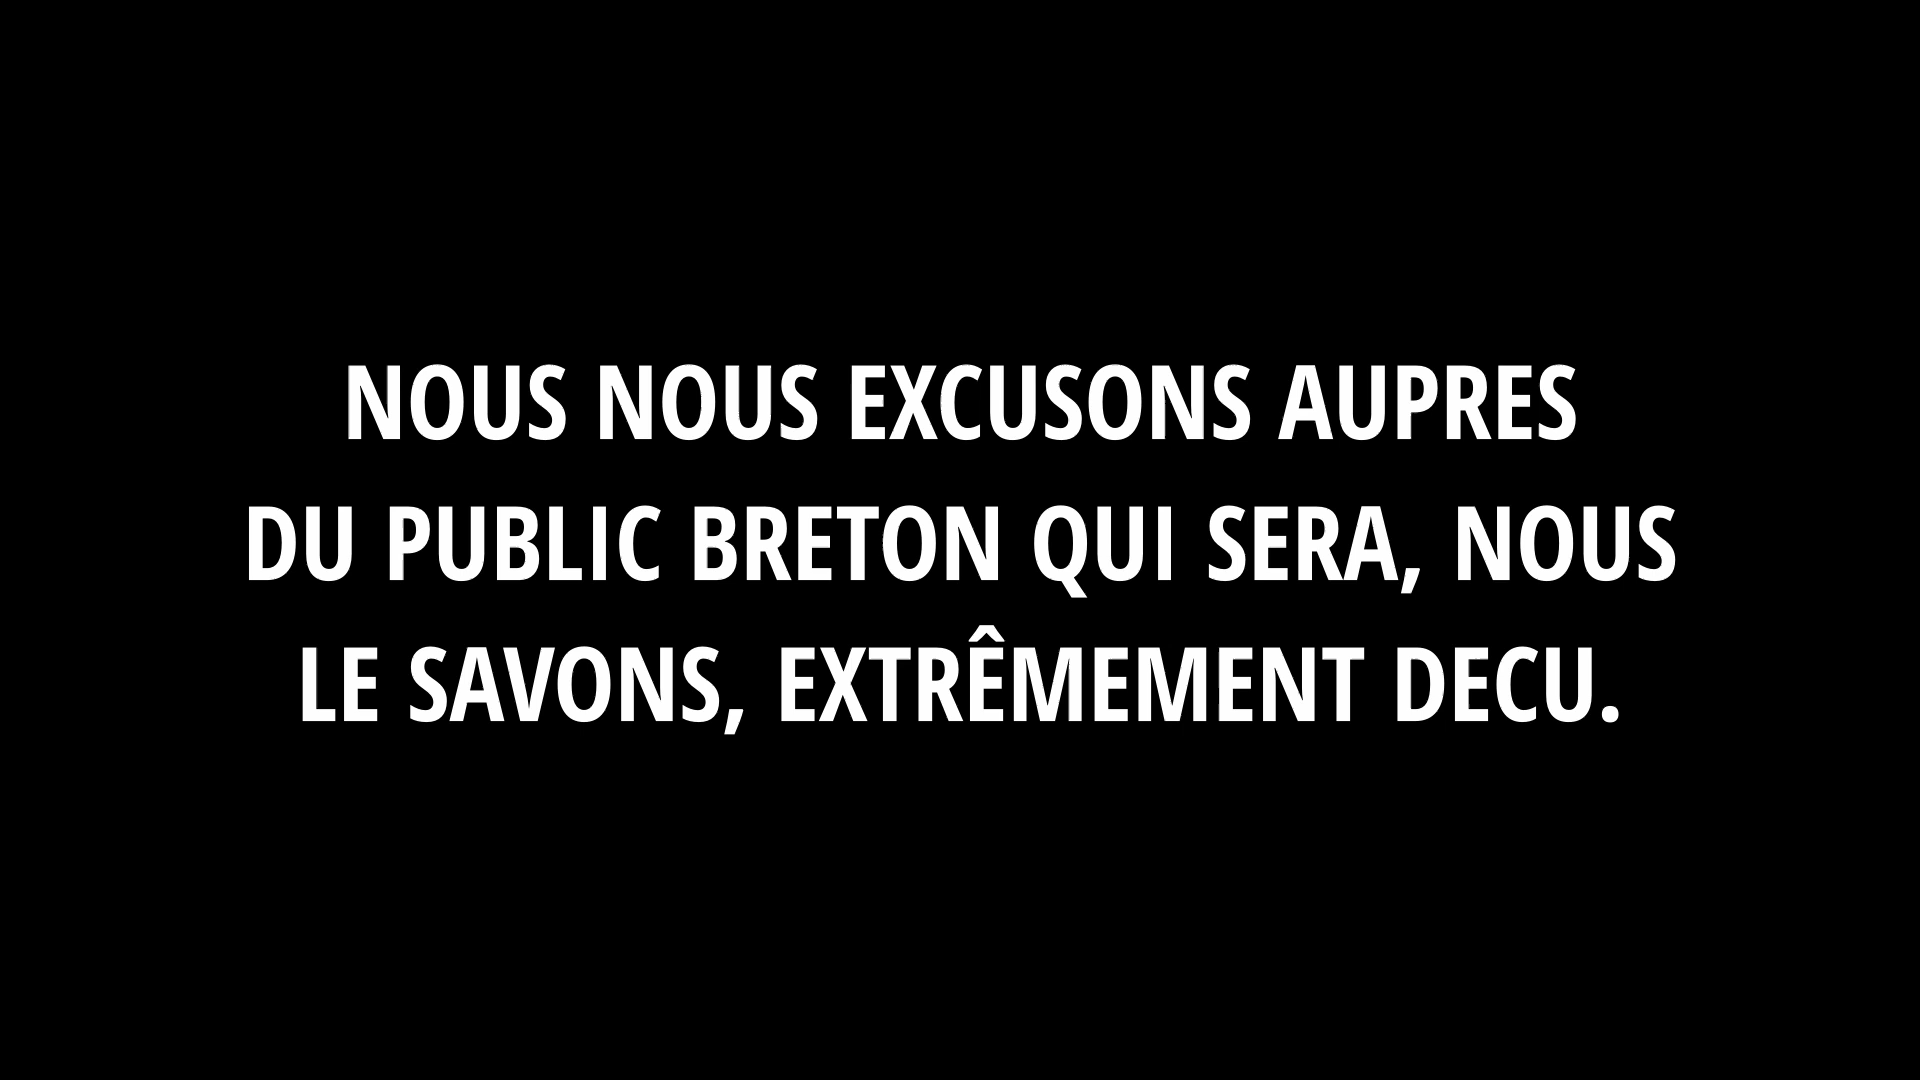 NOUS NOUS EXCUSONS AUPRES
DU PUBLIC BRETON QUI SERA, NOUS
LE SAVONS, EXTRÊMEMENT DECU.